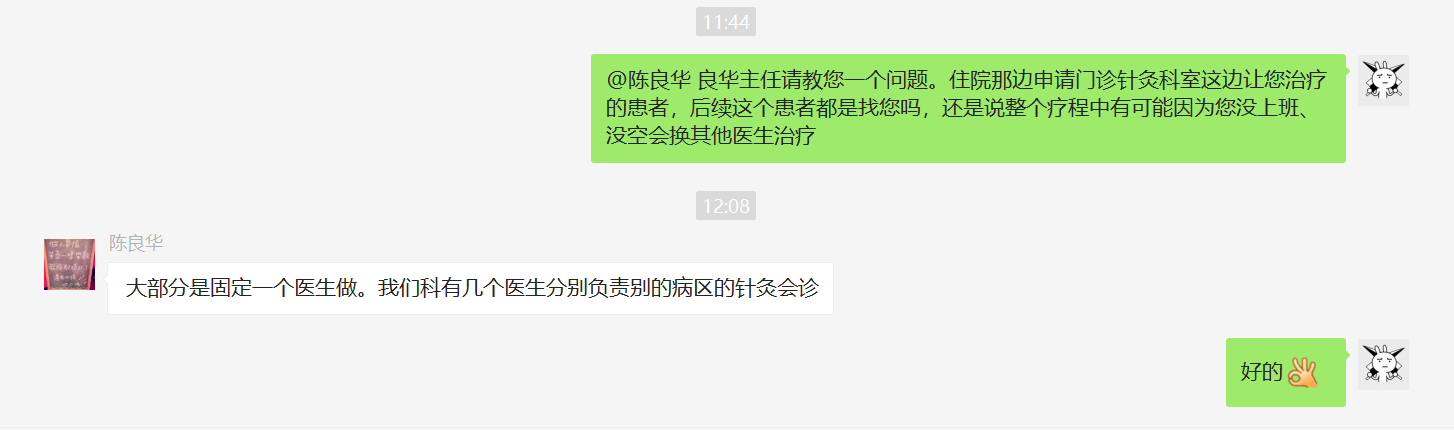 11:44
@陈良华 良华主任请教您一个问题。住院那边申请门诊针灸科室这边让您治疗
的患者，后续这个患者都是找您吗，还是说整个疗程中有可能因为您没上班、
没空会换其他医生治疗
12:08
陈良华
大部分是固定一个医生做。我们科有几个医生分别负责别的病区的针灸会诊
好的👌